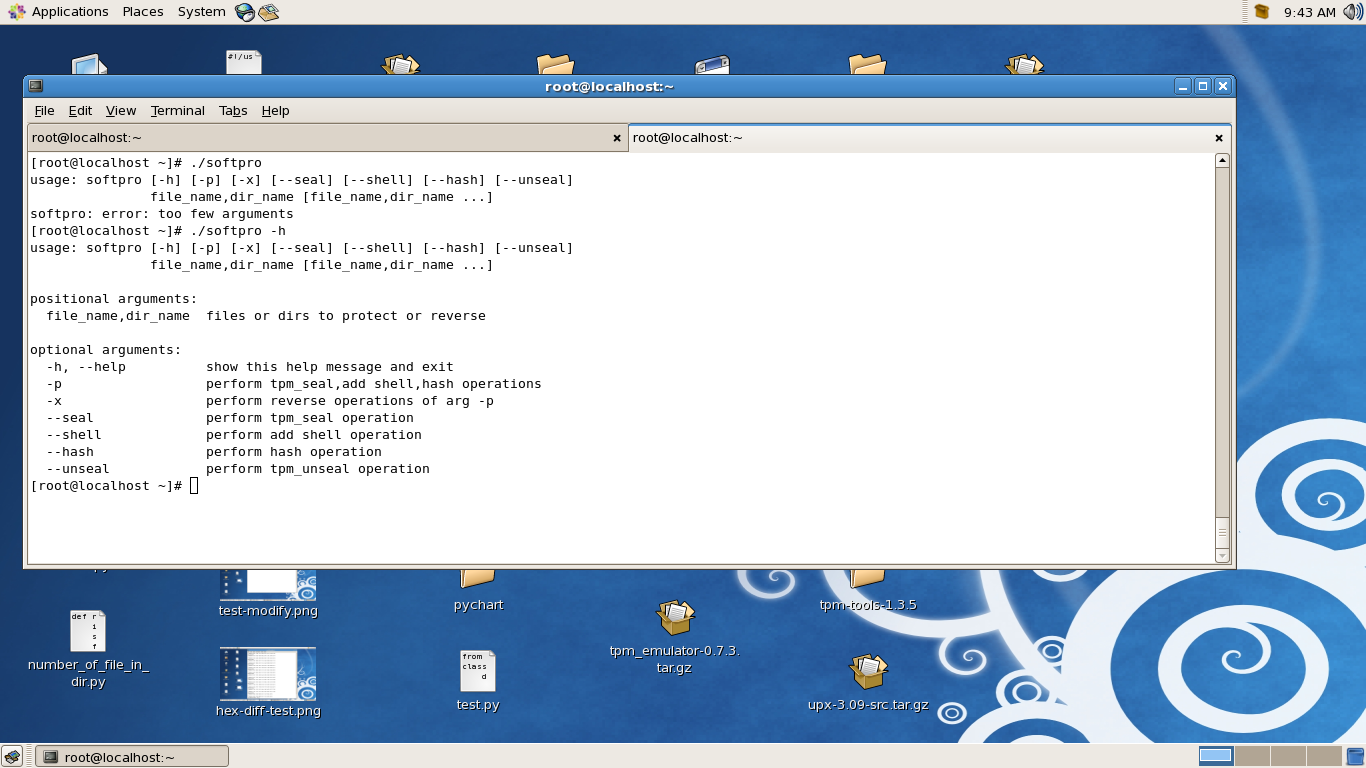 Applications Places System 9:43 AM
#!/us
root@localhost:~
File Edit View Terminal Tabs Help
root@localhost:~ root@localhost:~
[root@localhost ~]# ./softpro
usage: softpro [-h] [-p] [-x] [--seal] [--shell] [--hash] [--unseal]
               file_name,dir_name [file_name,dir_name ...]
softpro: error: too few arguments
[root@localhost ~]# ./softpro -h
usage: softpro [-h] [-p] [-x] [--seal] [--shell] [--hash] [--unseal]
               file_name,dir_name [file_name,dir_name ...]

positional arguments:
  file_name,dir_name  files or dirs to protect or reverse

optional arguments:
  -h, --help          show this help message and exit
  -p                  perform tpm_seal,add shell,hash operations
  -x                  perform reverse operations of arg -p
  --seal              perform tpm_seal operation
  --shell             perform add shell operation
  --hash              perform hash operation
  --unseal            perform tpm_unseal operation
[root@localhost ~]#
test-modify.png
pychart
tpm-tools-1.3.5
def r
i
s
f
number_of_file_in_
dir.py
tpm_emulator-0.7.3.
tar.gz
hex-diff-test.png
from
class
d
test.py
upx-3.09-src.tar.gz
root@localhost:~